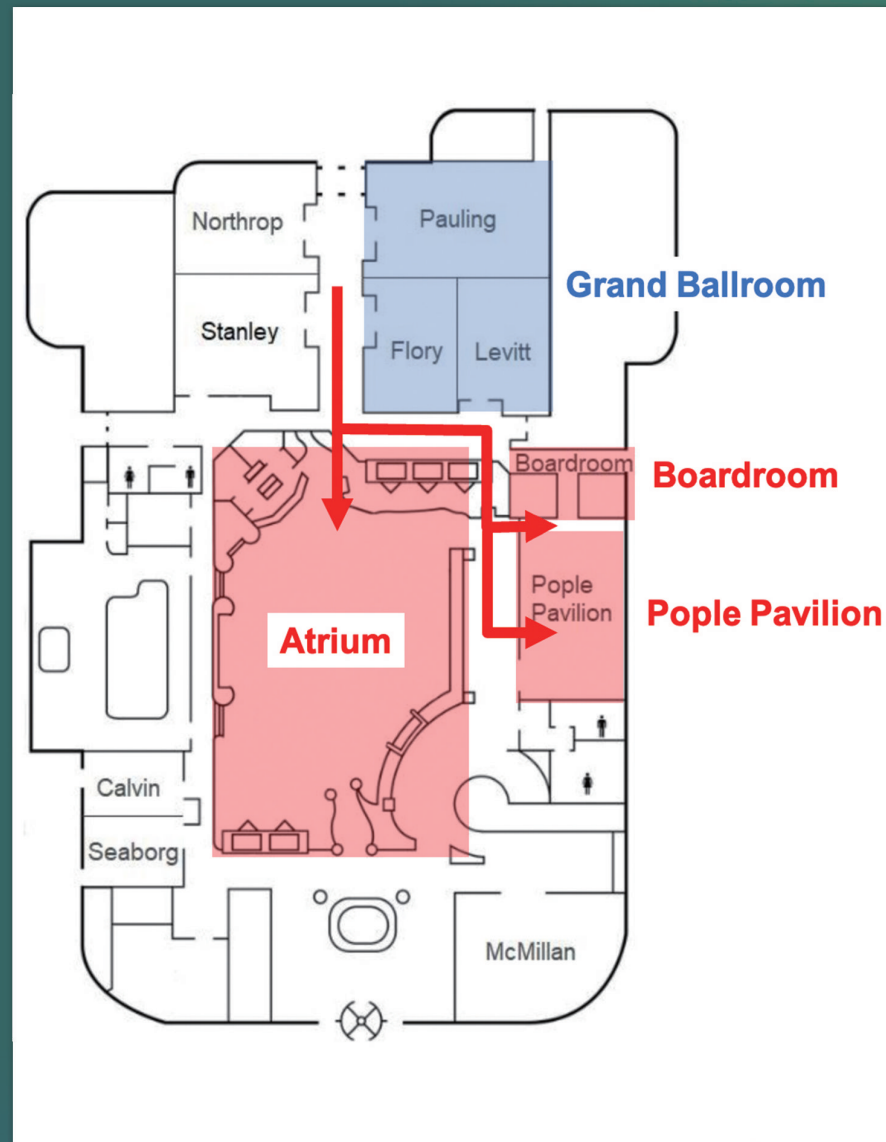 Northrop
Pauling
Grand Ballroom
Stanley
Flory
Levitt
Boardroom
Boardroom
Pople
Pavilion
Pople Pavilion
Atrium
Calvin
Seaborg
McMillan